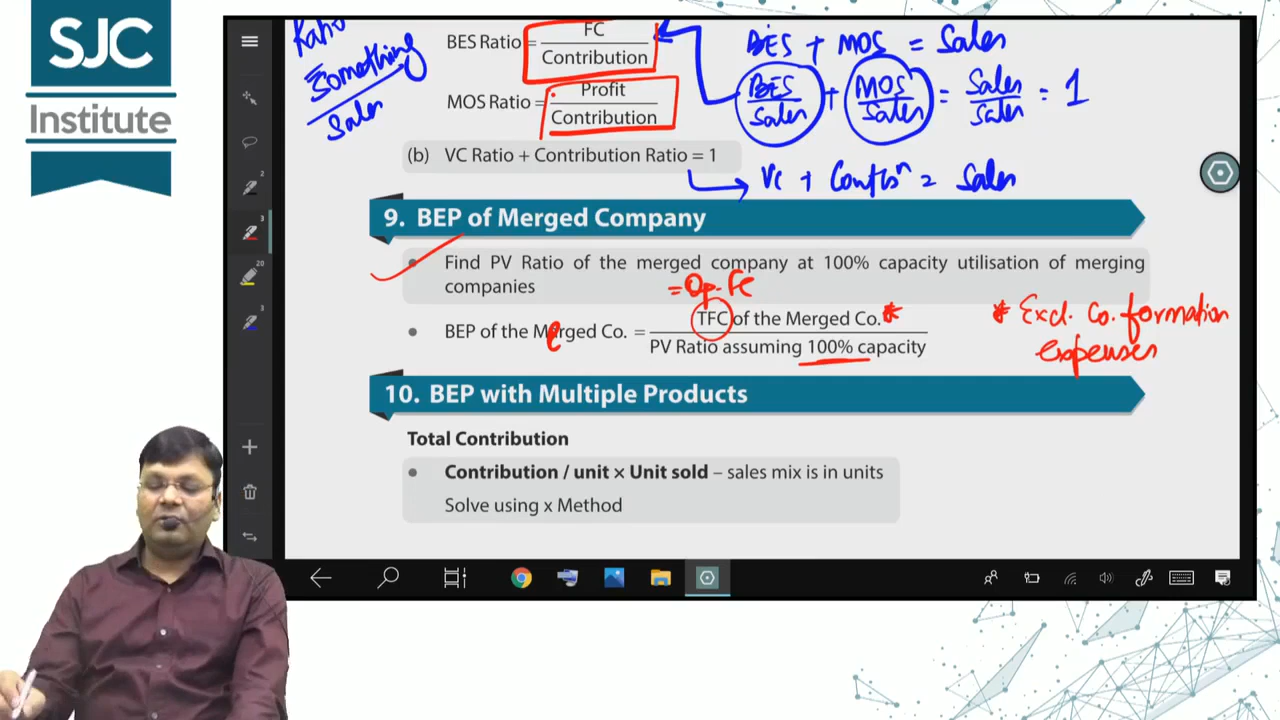 SJC
Institute
Ratio
Something
Sales
BES Ratio = FC
Contribution
BES + MOS = Sales
BES + MOS = Sales = 1
Sales Sales Sales
MOS Ratio = Profit
Contribution
(b) VC Ratio + Contribution Ratio = 1
VC + Contbn = Sales
9. BEP of Merged Company
• Find PV Ratio of the merged company at 100% capacity utilisation of merging
companies
= Op. FC
• BEP of the Merged Co. = TFC of the Merged Co.*
PV Ratio assuming 100% capacity
* Excl. Co. formation
expenses
10. BEP with Multiple Products
Total Contribution
• Contribution / unit × Unit sold – sales mix is in units
Solve using x Method
2
3
20
3